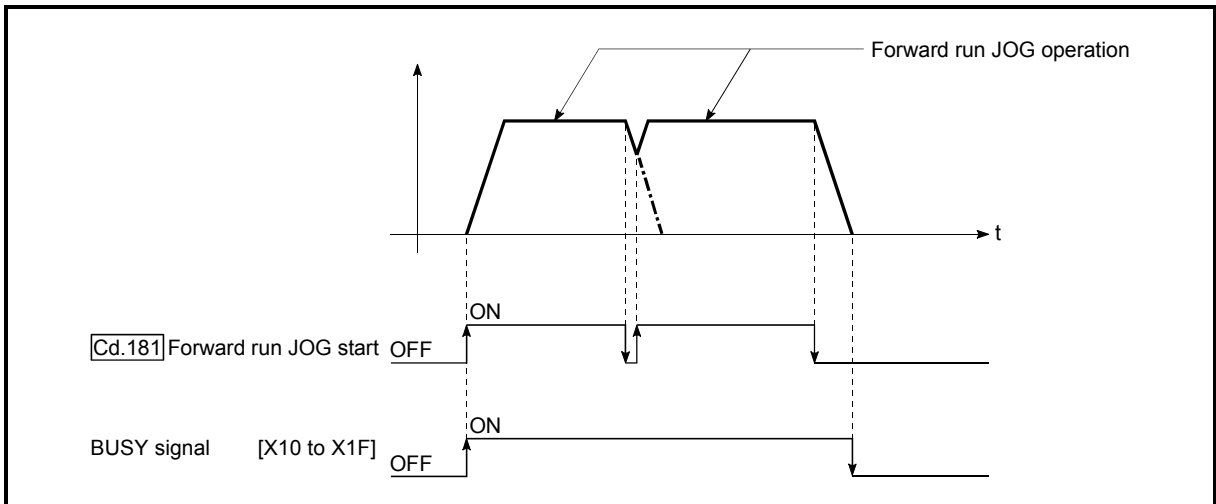 Forward run JOG operation
t
ON
Cd.181 Forward run JOG start OFF
ON
BUSY signal [X10 to X1F]
OFF